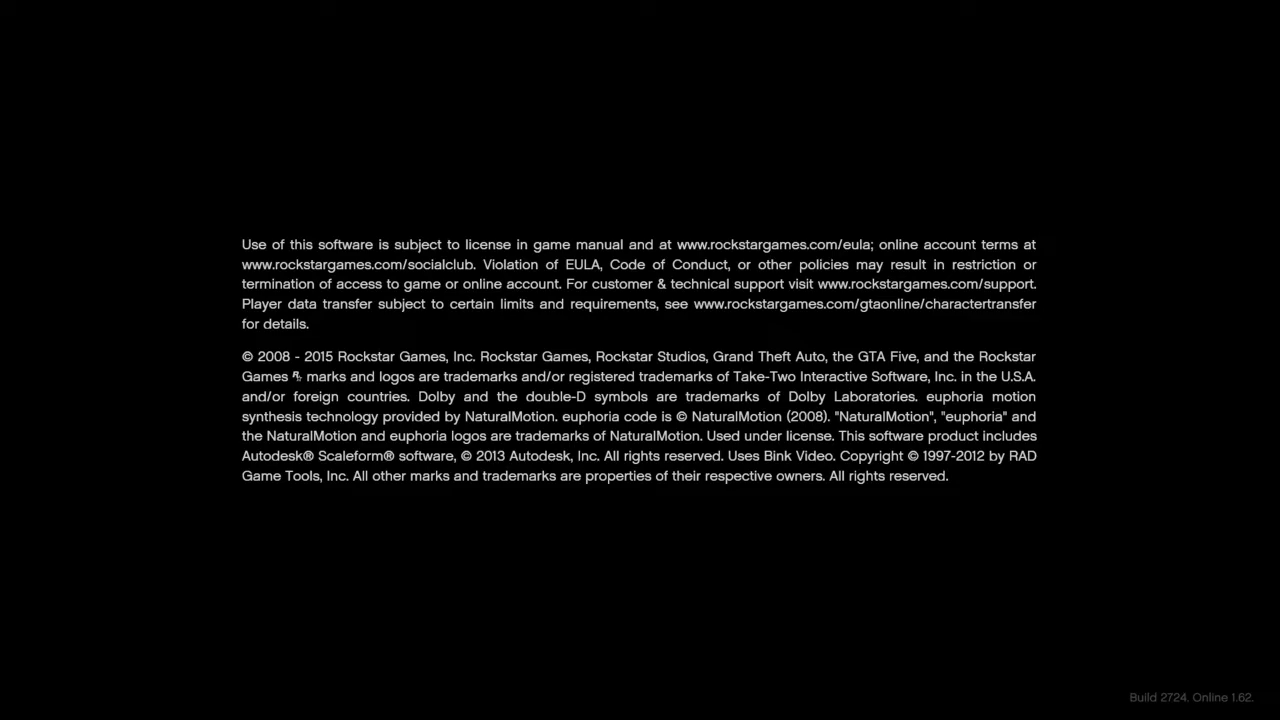 Use of this software is subject to license in game manual and at www.rockstargames.com/eula; online account terms at
www.rockstargames.com/socialclub. Violation of EULA, Code of Conduct, or other policies may result in restriction or
termination of access to game or online account. For customer & technical support visit www.rockstargames.com/support.
Player data transfer subject to certain limits and requirements, see www.rockstargames.com/gtaonline/charactertransfer
for details.
© 2008 - 2015 Rockstar Games, Inc. Rockstar Games, Rockstar Studios, Grand Theft Auto, the GTA Five, and the Rockstar
Games R* marks and logos are trademarks and/or registered trademarks of Take-Two Interactive Software, Inc. in the U.S.A.
and/or foreign countries. Dolby and the double-D symbols are trademarks of Dolby Laboratories. euphoria motion
synthesis technology provided by NaturalMotion. euphoria code is © NaturalMotion (2008). "NaturalMotion", "euphoria" and
the NaturalMotion and euphoria logos are trademarks of NaturalMotion. Used under license. This software product includes
Autodesk® Scaleform® software, © 2013 Autodesk, Inc. All rights reserved. Uses Bink Video. Copyright © 1997-2012 by RAD
Game Tools, Inc. All other marks and trademarks are properties of their respective owners. All rights reserved.
Build 2724. Online 1.62.